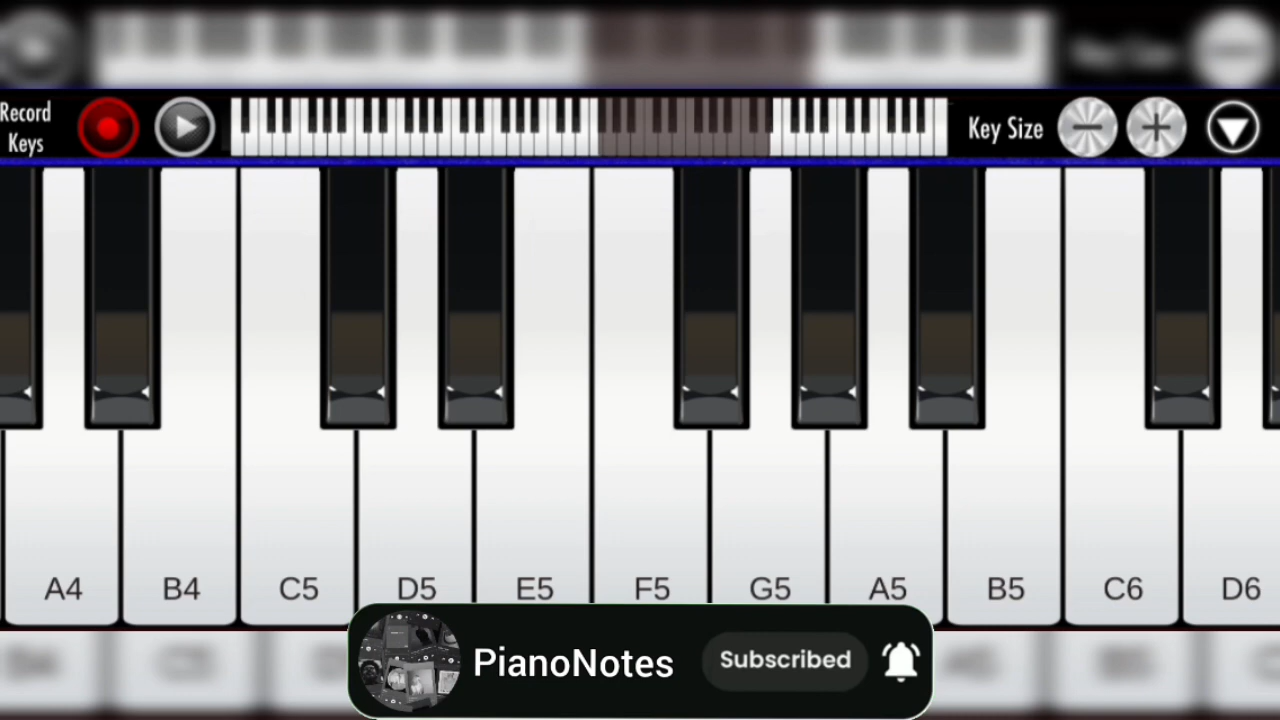 Record
Keys
Key Size
A4 B4 C5 D5 E5 F5 G5 A5 B5 C6 D6
PianoNotes Subscribed